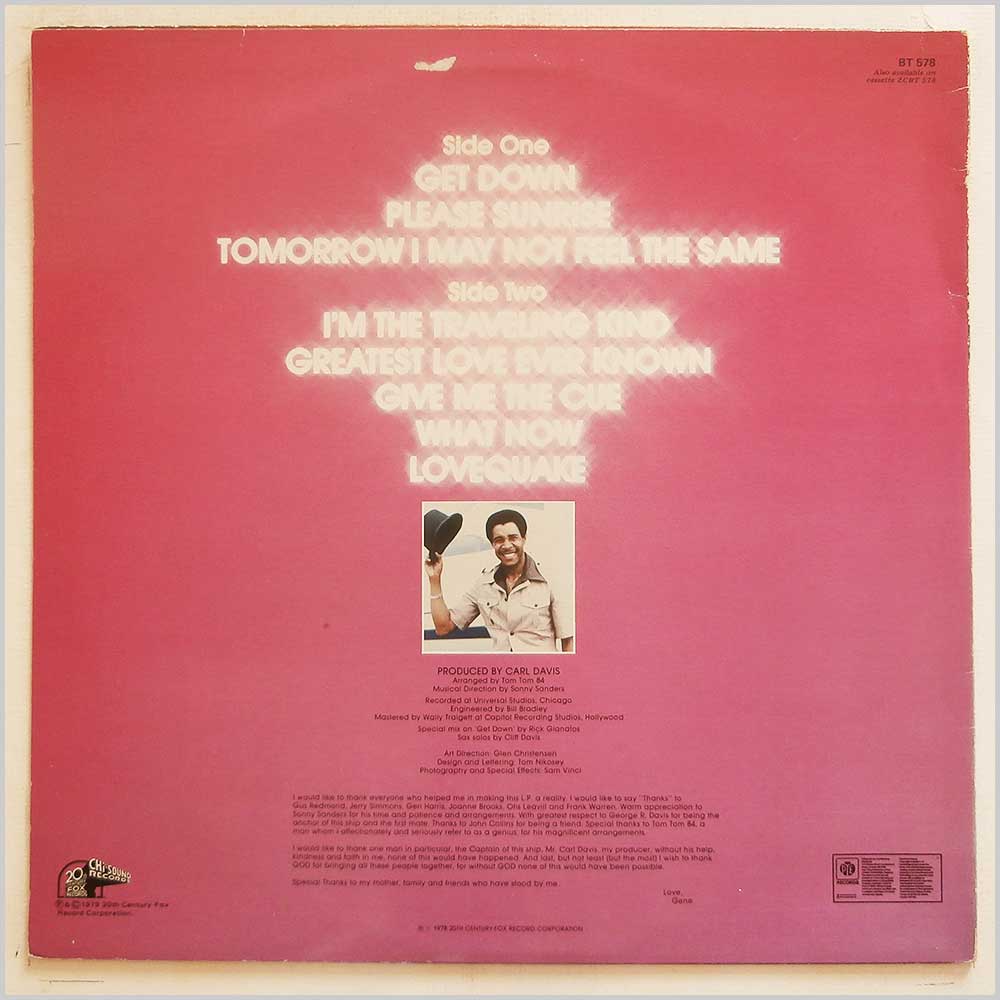 BT 578
Also available on
cassette ZCBT 578
Side One
GET DOWN
PLEASE SUNRISE
TOMORROW I MAY NOT FEEL THE SAME
Side Two
I'M THE TRAVELING KIND
GREATEST LOVE EVER KNOWN
GIVE ME THE CUE
WHAT NOW
LOVEQUAKE
PRODUCED BY CARL DAVIS
Arranged by Tom Tom 84
Musical Direction by Sonny Sanders
Recorded at Universal Studios, Chicago
Engineered by Bill Bradley
Mastered by Wally Traigett at Capitol Recording Studios, Hollywood
Special mix on 'Get Down' by Rick Gianatos
Sax solos by Cliff Davis
Art Direction: Glen Christensen
Design and Lettering: Tom Nikosey
Photography and Special Effects: Sam Vinci
I would like to thank everyone who helped me in making this L.P. a reality. I would like to say "Thanks" to
Gus Redmond, Jerry Simmons, Geri Harris, Joanne Brooks, Otis Leavill and Frank Warren. Warm appreciation to
Sonny Sanders for his time and patience and arrangements. With greatest respect to George R. Davis for being the
anchor of this ship and the first mate. Thanks to John Collins for being a friend. Special thanks to Tom Tom 84, a
man whom I affectionately and seriously refer to as a genius, for his magnificent arrangements.
I would like to thank one man in particular, the Captain of this ship, Mr. Carl Davis, my producer, without his help,
kindness and faith in me, none of this would have happened. And last, but not least (but the most) I wish to thank
GOD for bringing all these people together, for without GOD none of this would have been possible.
Special Thanks to my mother, family and friends who have stood by me.
Love,
Gene
CHI-SOUND
RECORDS
20th
CENTURY
FOX
RECORDS
℗ & © 1979 20th Century Fox
Record Corporation.
PYE
RECORDS
℗ © 1978 20TH CENTURY-FOX RECORD CORPORATION